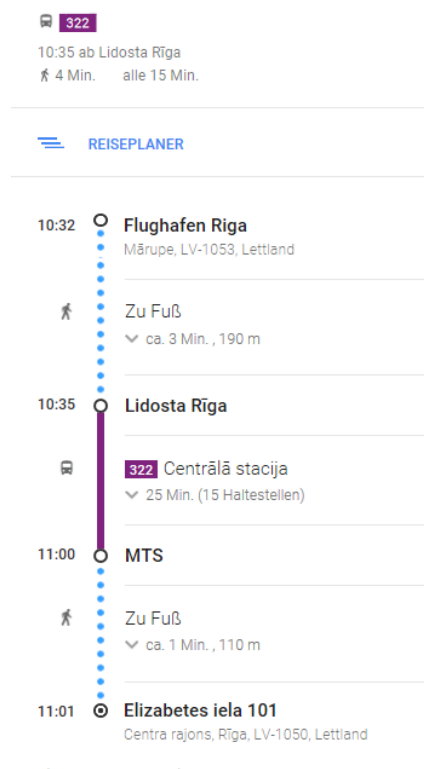 322
10:35 ab Lidosta Rīga
4 Min. alle 15 Min.
REISEPLANER
10:32 Flughafen Riga
Mārupe, LV-1053, Lettland
Zu Fuß
ca. 3 Min. , 190 m
10:35 Lidosta Rīga
322 Centrālā stacija
25 Min. (15 Haltestellen)
11:00 MTS
Zu Fuß
ca. 1 Min. , 110 m
11:01 Elizabetes iela 101
Centra rajons, Rīga, LV-1050, Lettland